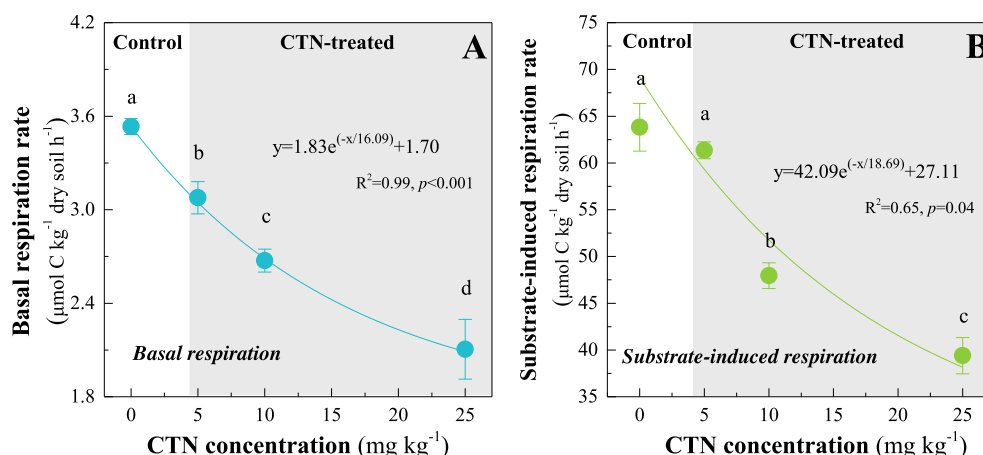 A
Control
CTN-treated
a
b
c
d
y=1.83e^(-x/16.09)+1.70
R²=0.99, p<0.001
Basal respiration
4.2
3.6
3.0
2.4
1.8
0
5
10
15
20
25
Basal respiration rate
(μmol C kg⁻¹ dry soil h⁻¹)
CTN concentration (mg kg⁻¹)
B
Control
CTN-treated
a
a
b
c
y=42.09e^(-x/18.69)+27.11
R²=0.65, p=0.04
Substrate-induced respiration
75
70
65
60
55
50
45
40
35
0
5
10
15
20
25
Substrate-induced respiration rate
(μmol C kg⁻¹ dry soil h⁻¹)
CTN concentration (mg kg⁻¹)